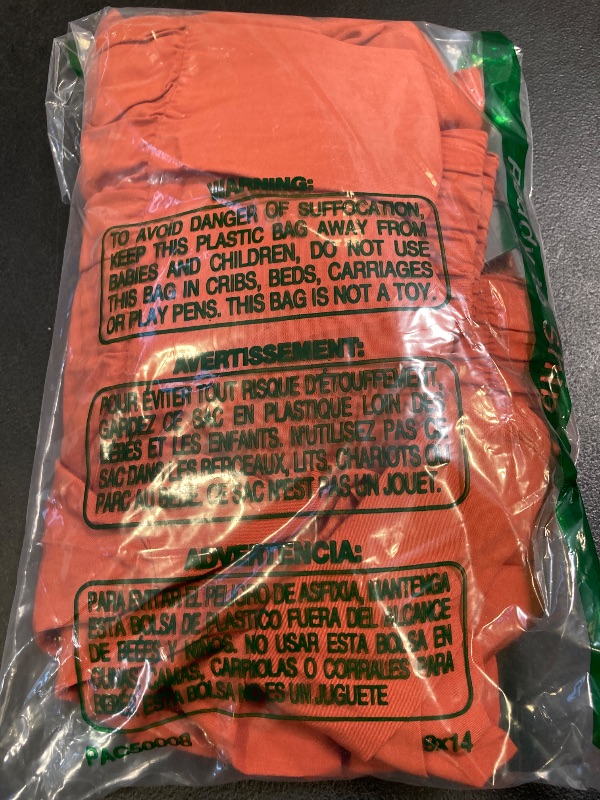 WARNING:
TO AVOID DANGER OF SUFFOCATION,
KEEP THIS PLASTIC BAG AWAY FROM
BABIES AND CHILDREN, DO NOT USE
THIS BAG IN CRIBS, BEDS, CARRIAGES
OR PLAY PENS. THIS BAG IS NOT A TOY.
AVERTISSEMENT:
POUR ÉVITER TOUT RISQUE D'ÉTOUFFEMENT,
GARDEZ CE SAC EN PLASTIQUE LOIN DES
BÉBÉS ET LES ENFANTS. N'UTILISEZ PAS CE
SAC DANS LES BERCEAUX, LITS, CHARIOTS OU
PARC AU BÉBÉ. CE SAC N'EST PAS UN JOUET.
ADVERTENCIA:
PARA EVITAR EL PELIGRO DE ASFIXIA, MANTENGA
ESTA BOLSA DE PLASTICO FUERA DEL ALCANCE
DE BEBES Y NINOS. NO USAR ESTA BOLSA EN
CUNAS, CAMAS, CARRIOLAS O CORRALES PARA
BEBES ESTA BOLSA NO ES UN JUGUETE
PAC50008
9x14